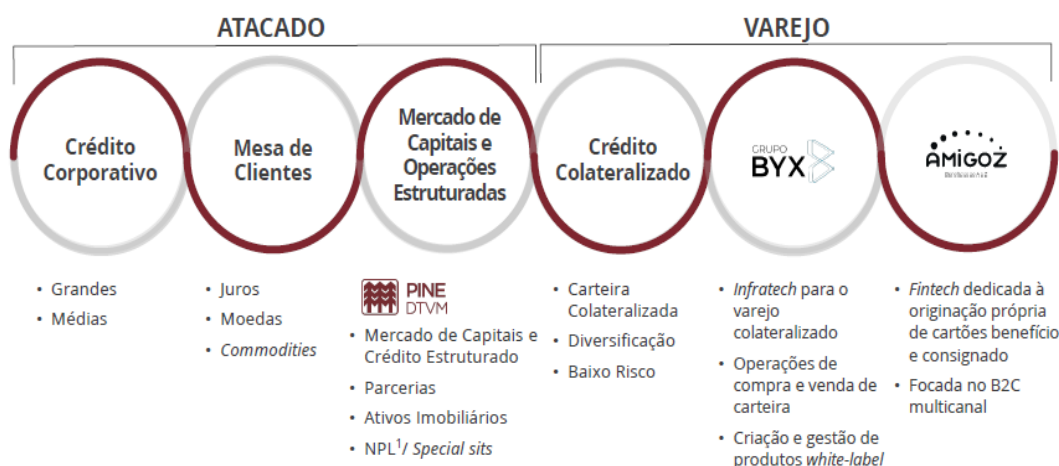 ATACADO
VAREJO
Crédito
Corporativo
Mesa de
Clientes
Mercado de
Capitais e
Operações
Estruturadas
Crédito
Colateralizado
GRUPO
BYX
AMIGOZ
• Grandes
• Médias
• Juros
• Moedas
• Commodities
PINE
DTVM
• Mercado de Capitais e
Crédito Estruturado
• Parcerias
• Ativos Imobiliários
• NPL¹/ Special sits
• Carteira
Colateralizada
• Diversificação
• Baixo Risco
• Infratech para o
varejo
colateralizado
• Operações de
compra e venda de
carteira
• Criação e gestão de
produtos white-label
• Fintech dedicada à
originação própria
de cartões benefício
e consignado
• Focada no B2C
multicanal